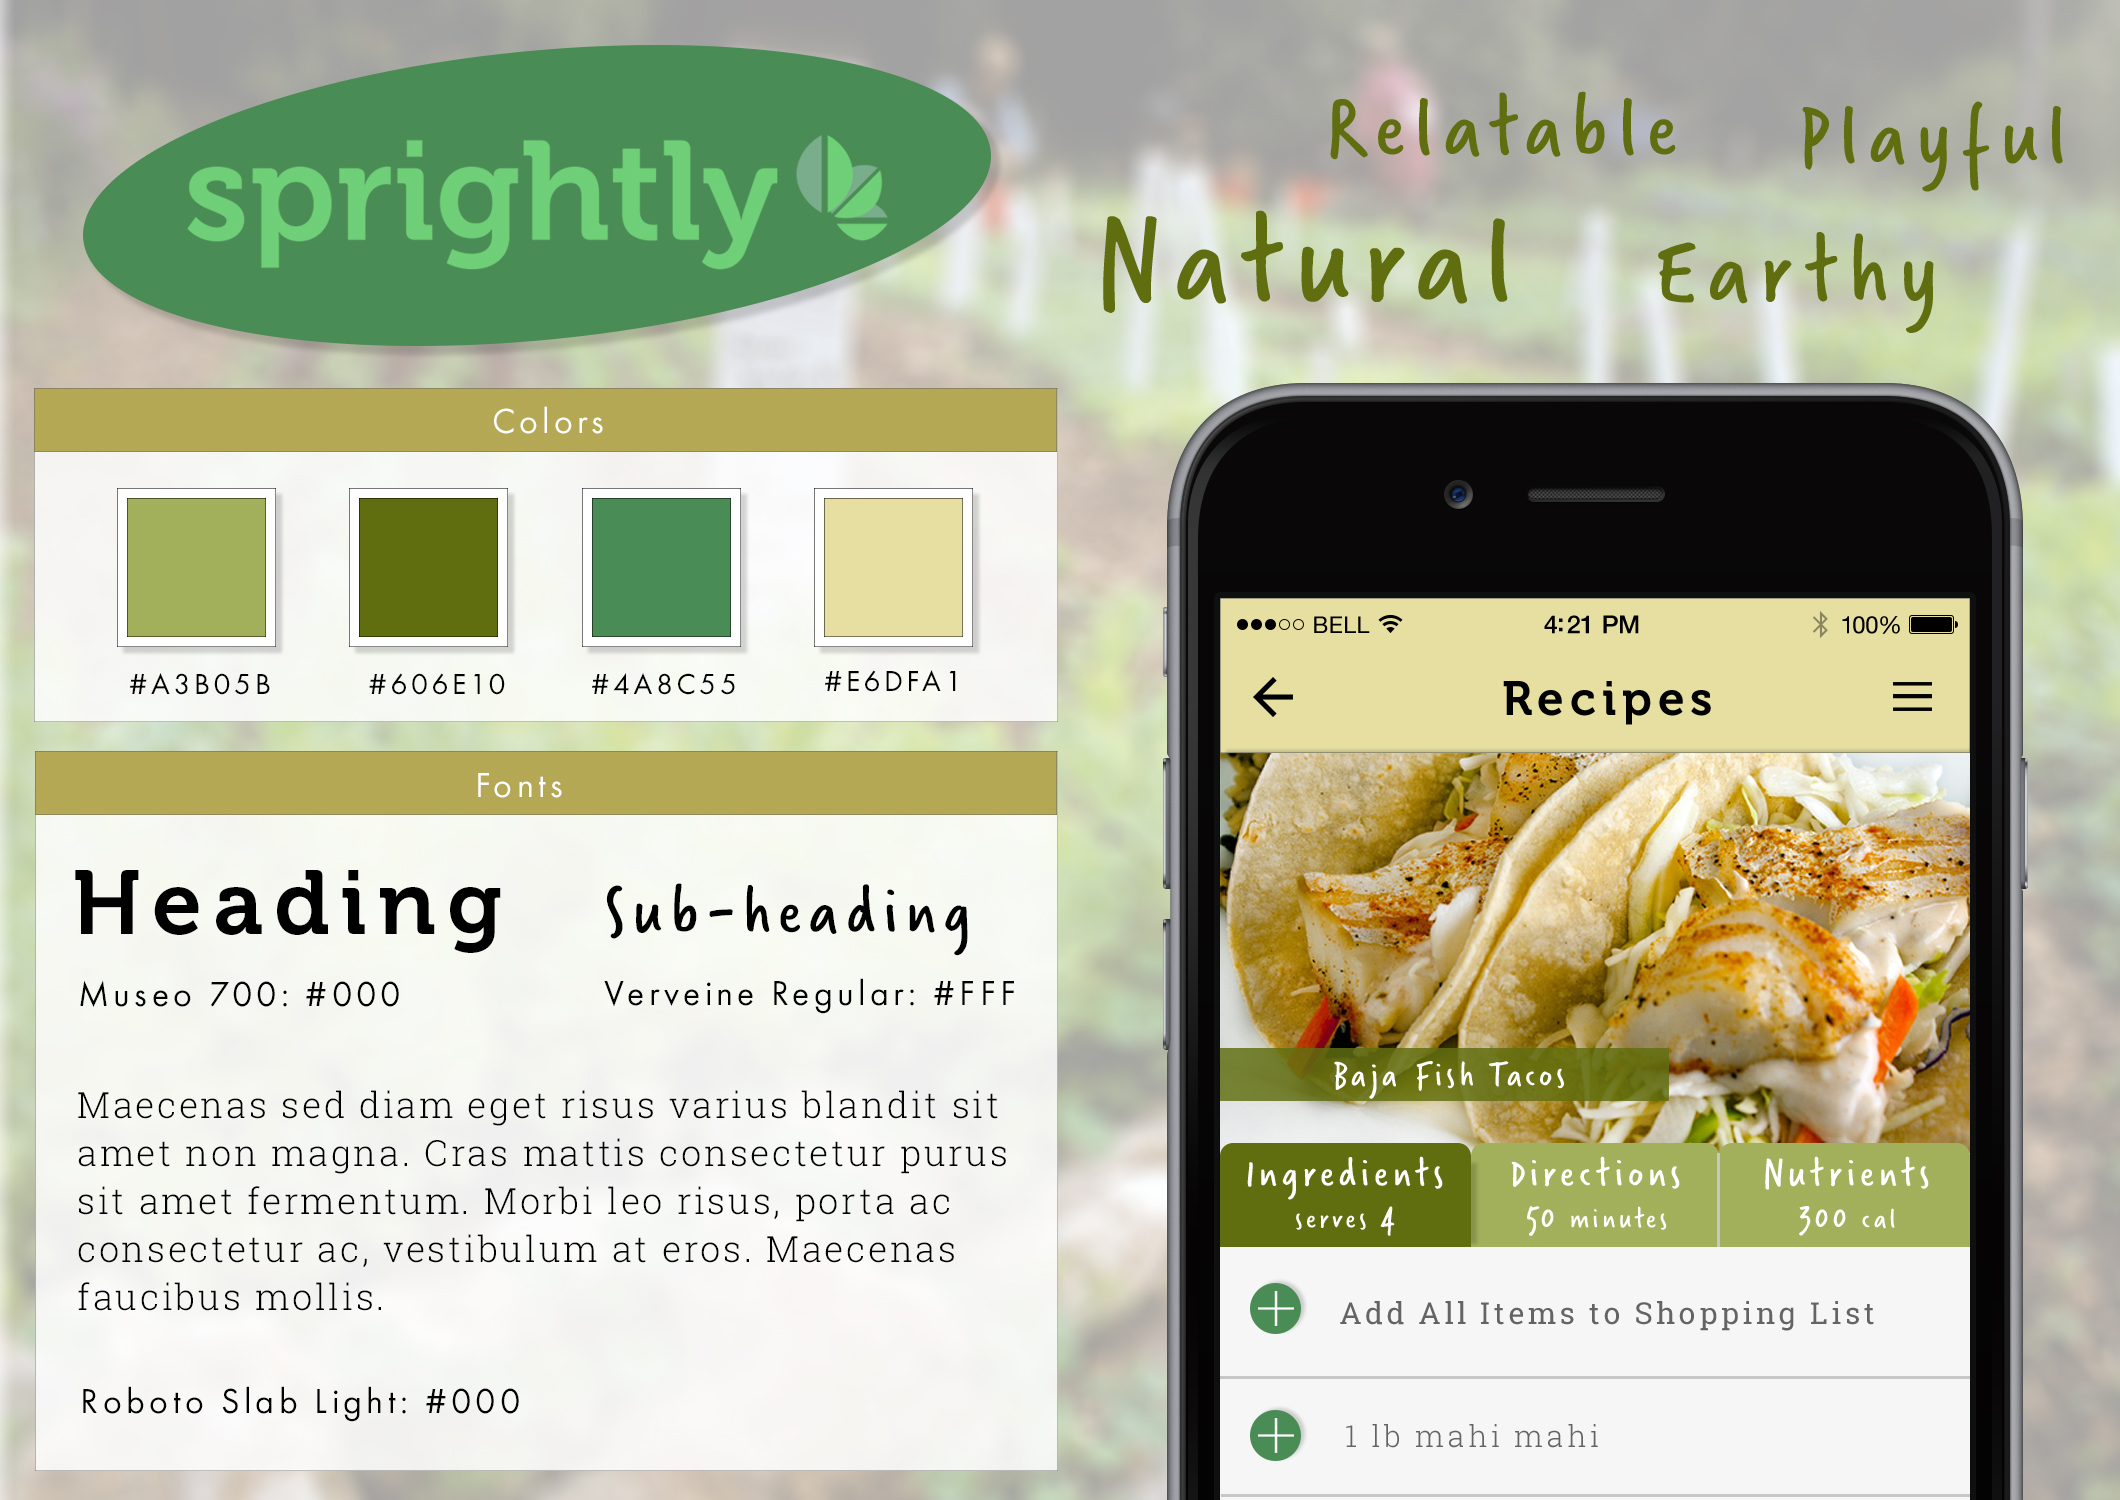 sprightly
Relatable
Playful
Natural
Earthy
Colors
#A3B05B
#606E10
#4A8C55
#E6DFA1
Fonts
Heading
Sub-heading
Museo 700: #000
Verveine Regular: #FFF
Maecenas sed diam eget risus varius blandit sit
amet non magna. Cras mattis consectetur purus
sit amet fermentum. Morbi leo risus, porta ac
consectetur ac, vestibulum at eros. Maecenas
faucibus mollis.
Roboto Slab Light: #000
BELL 4:21 PM 100%
Recipes
Baja Fish Tacos
Ingredients
serves 4
Directions
50 minutes
Nutrients
300 cal
Add All Items to Shopping List
1 lb mahi mahi